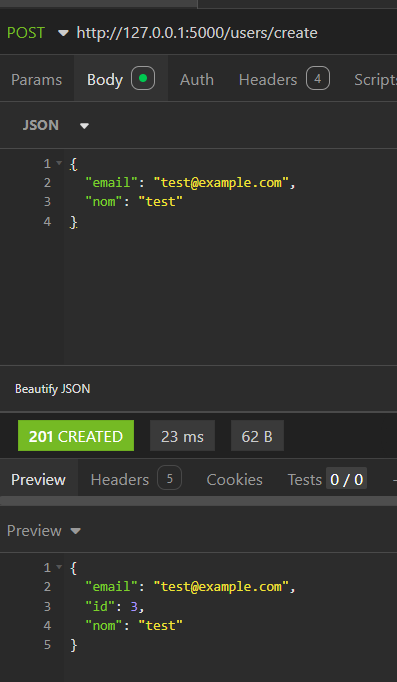 POST http://127.0.0.1:5000/users/create
Params Body Auth Headers 4 Scripts
JSON
1 {
2 "email": "test@example.com",
3 "nom": "test"
4 }
Beautify JSON
201 CREATED 23 ms 62 B
Preview Headers 5 Cookies Tests 0 / 0
Preview
1 {
2 "email": "test@example.com",
3 "id": 3,
4 "nom": "test"
5 }